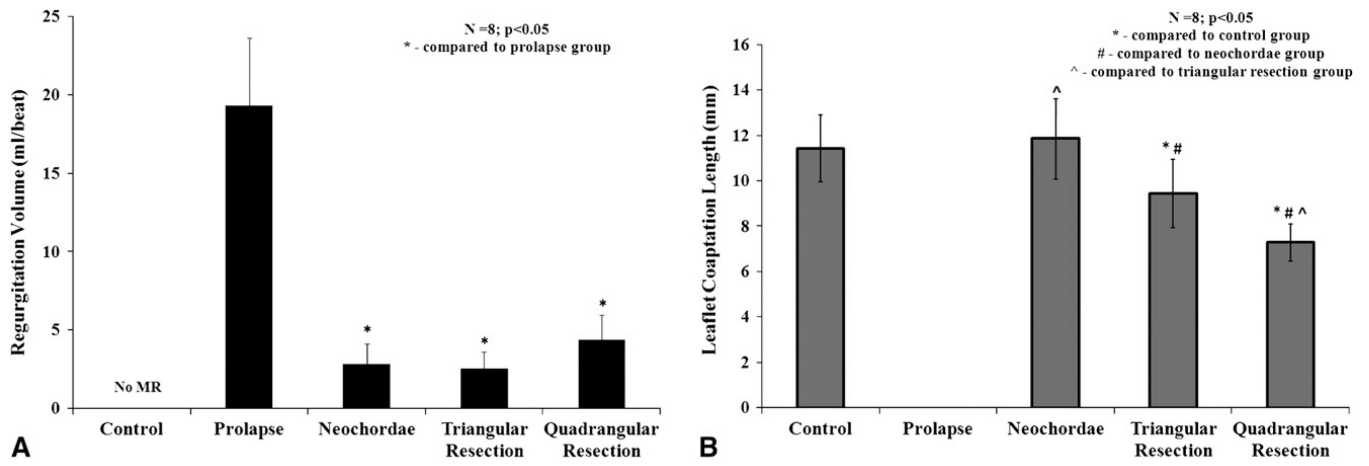 N =8; p<0.05
* - compared to prolapse group
Regurgitation Volume (ml/beat)
25
20
15
10
5
0
No MR
*
*
*
Control Prolapse Neochordae Triangular Resection Quadrangular Resection
A
N =8; p<0.05
* - compared to control group
# - compared to neochordae group
^ - compared to triangular resection group
Leaflet Coaptation Length (mm)
16
14
12
10
8
6
4
2
0
^
* #
* # ^
Control Prolapse Neochordae Triangular Resection Quadrangular Resection
B